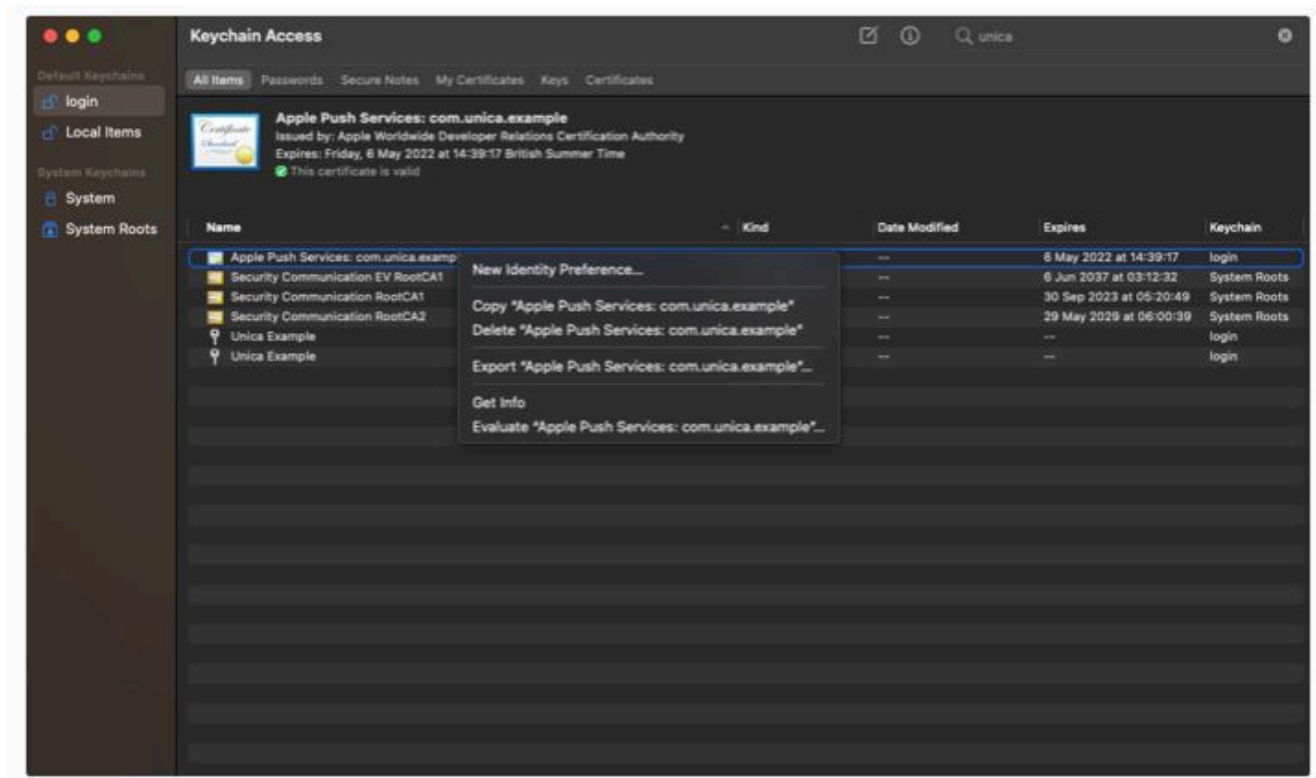 Keychain Access
unica
Default Keychains
login
Local Items
System Keychains
System
System Roots
All Items Passwords Secure Notes My Certificates Keys Certificates
Certificate
Standard
Apple Push Services: com.unica.example
Issued by: Apple Worldwide Developer Relations Certification Authority
Expires: Friday, 6 May 2022 at 14:39:17 British Summer Time
This certificate is valid
Name Kind Date Modified Expires Keychain
Apple Push Services: com.unica.examp -- 6 May 2022 at 14:39:17 login
Security Communication EV RootCA1 -- 6 Jun 2037 at 03:12:32 System Roots
Security Communication RootCA1 -- 30 Sep 2023 at 05:20:49 System Roots
Security Communication RootCA2 -- 29 May 2029 at 06:00:39 System Roots
Unica Example -- -- login
Unica Example -- -- login
New Identity Preference...
Copy "Apple Push Services: com.unica.example"
Delete "Apple Push Services: com.unica.example"
Export "Apple Push Services: com.unica.example"...
Get Info
Evaluate "Apple Push Services: com.unica.example"...